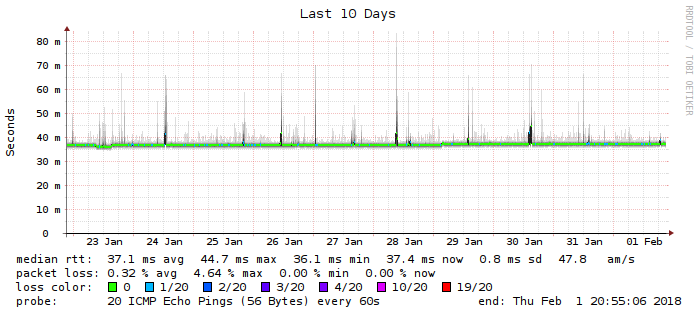 Last 10 Days
RRDTOOL / TOBI OETIKER
Seconds
80 m
70 m
60 m
50 m
40 m
30 m
20 m
10 m
0
23 Jan 24 Jan 25 Jan 26 Jan 27 Jan 28 Jan 29 Jan 30 Jan 31 Jan 01 Feb
median rtt: 37.1 ms avg 44.7 ms max 36.1 ms min 37.4 ms now 0.8 ms sd 47.8 am/s
packet loss: 0.32 % avg 4.64 % max 0.00 % min 0.00 % now
loss color: 0 1/20 2/20 3/20 4/20 10/20 19/20
probe: 20 ICMP Echo Pings (56 Bytes) every 60s end: Thu Feb 1 20:55:06 2018